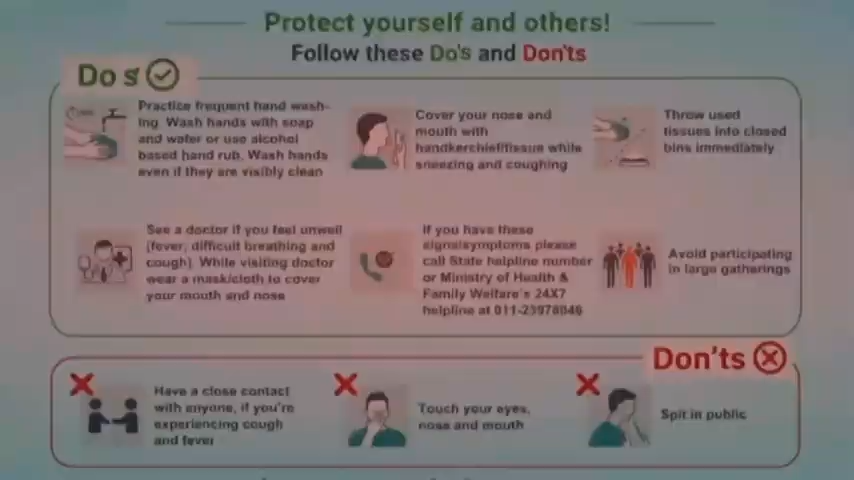 Protect yourself and others!
Follow these Do's and Don'ts
Do s'
Practice frequent hand wash-
ing. Wash hands with soap
and water or use alcohol
based hand rub. Wash hands
even if they are visibly clean
Cover your nose and
mouth with
handkerchief/tissue while
sneezing and coughing
Throw used
tissues into closed
bins immediately
See a doctor if you feel unwell
(fever, difficult breathing and
cough). While visiting doctor
wear a mask/cloth to cover
your mouth and nose
If you have these
signs/symptoms please
call State helpline number
or Ministry of Health &
Family Welfare's 24X7
helpline at 011-23978046
Avoid participating
in large gatherings
Don'ts
Have a close contact
with anyone, if you're
experiencing cough
and fever
Touch your eyes,
nose and mouth
Spit in public